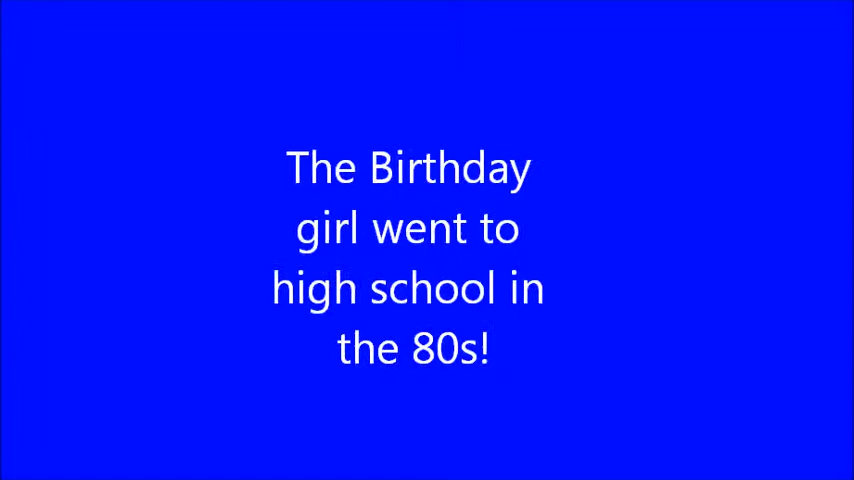 The Birthday
girl went to
high school in
the 80s!